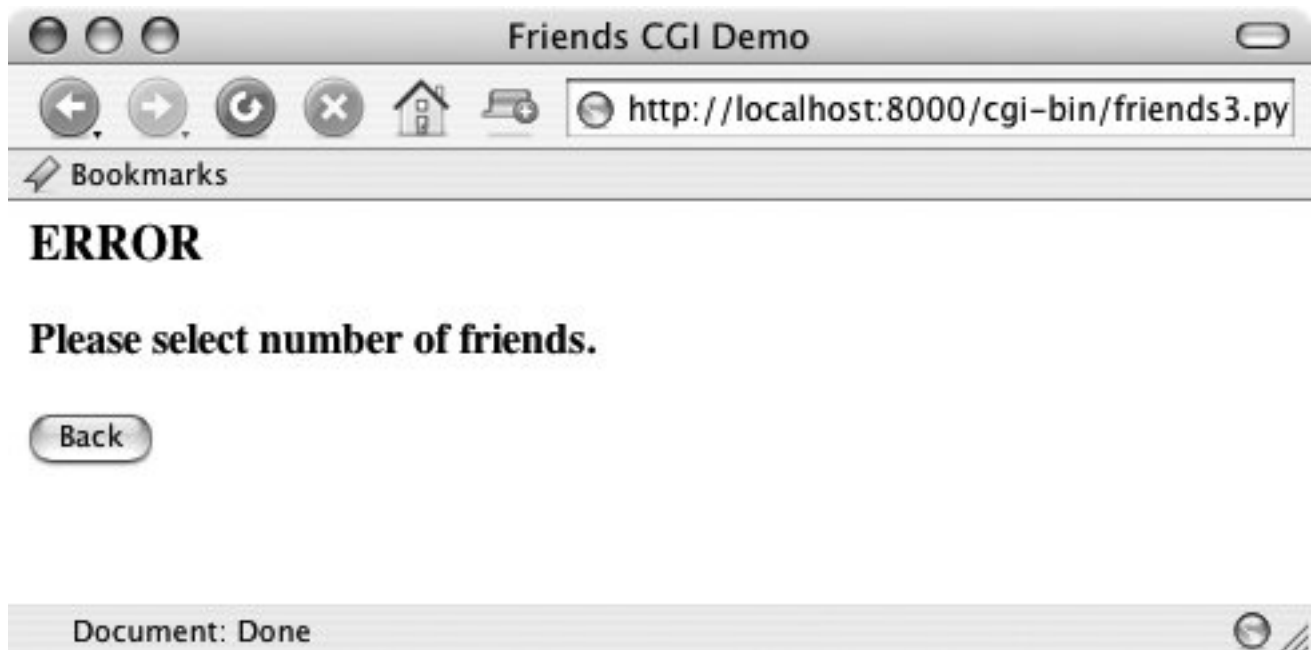 Friends CGI Demo
http://localhost:8000/cgi-bin/friends3.py
Bookmarks
ERROR
Please select number of friends.
Back
Document: Done